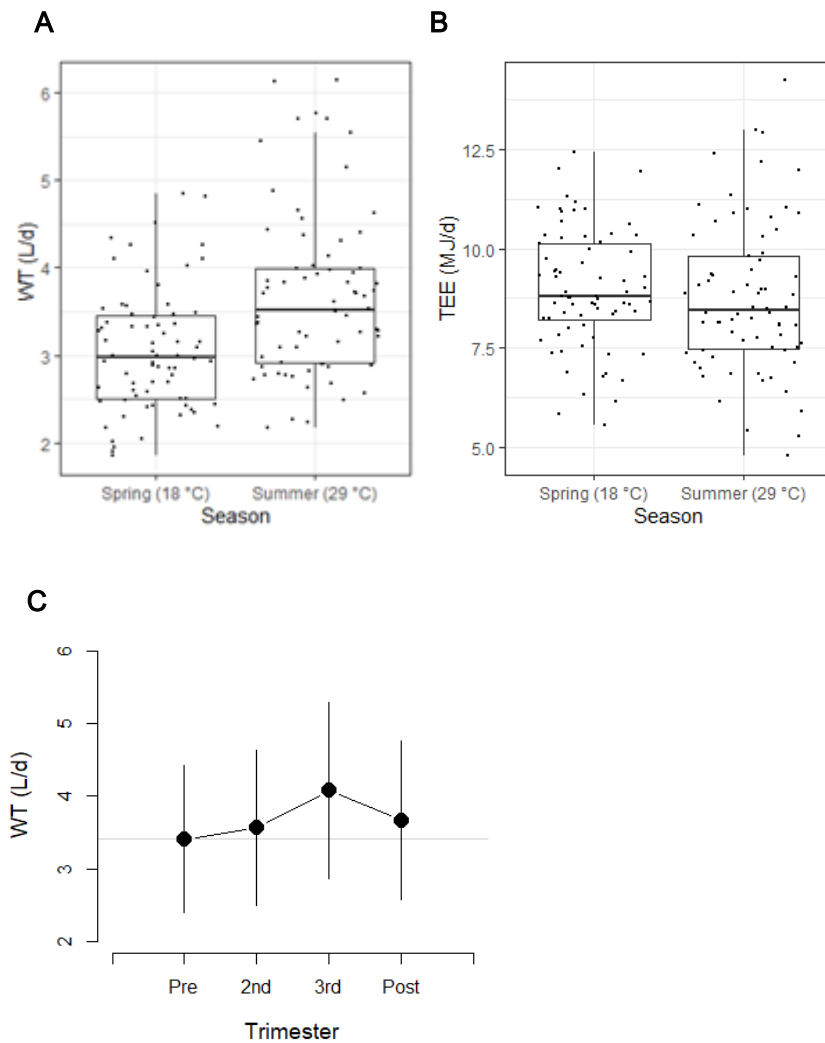 A
6
5
4
3
2
WT (L/d)
Spring (18 °C) Summer (29 °C)
Season
B
12.5
10.0
7.5
5.0
TEE (MJ/d)
Spring (18 °C) Summer (29 °C)
Season
C
6
5
4
3
2
WT (L/d)
Pre 2nd 3rd Post
Trimester